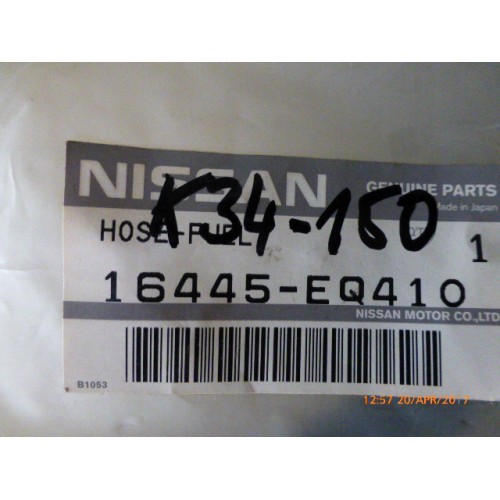 NISSAN
GENUINE PARTS
Made in Japan
K34-150
HOSE-FUEL
1
16445-EQ410
NISSAN MOTOR CO.,LTD
B1053
12:57 20/APR/2017